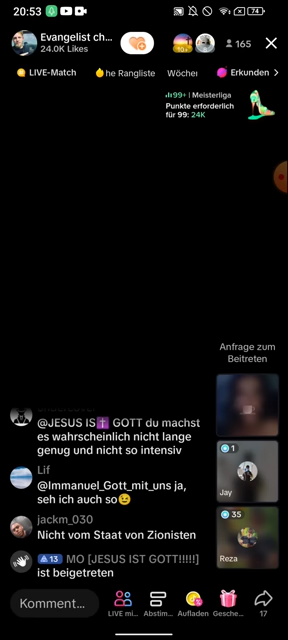 20:53
74
Evangelist ch...
24.0K Likes
165
LIVE-Match
he Rangliste
Wöcher
Erkunden
99+ | Meisterliga
Punkte erforderlich
für 99: 24K
Anfrage zum
Beitreten
@JESUS IS✝️ GOTT du machst
es wahrscheinlich nicht lange
genug und nicht so intensiv
Lif
@Immanuel_Gott_mit_uns ja,
seh ich auch so😉
1
Jay
jackm_030
Nicht vom Staat von Zionisten
35
Reza
13 MO [JESUS IST GOTT!!!!!]
ist beigetreten
Komment...
LIVE mi...
Abstim...
Aufladen
Gesche...
17